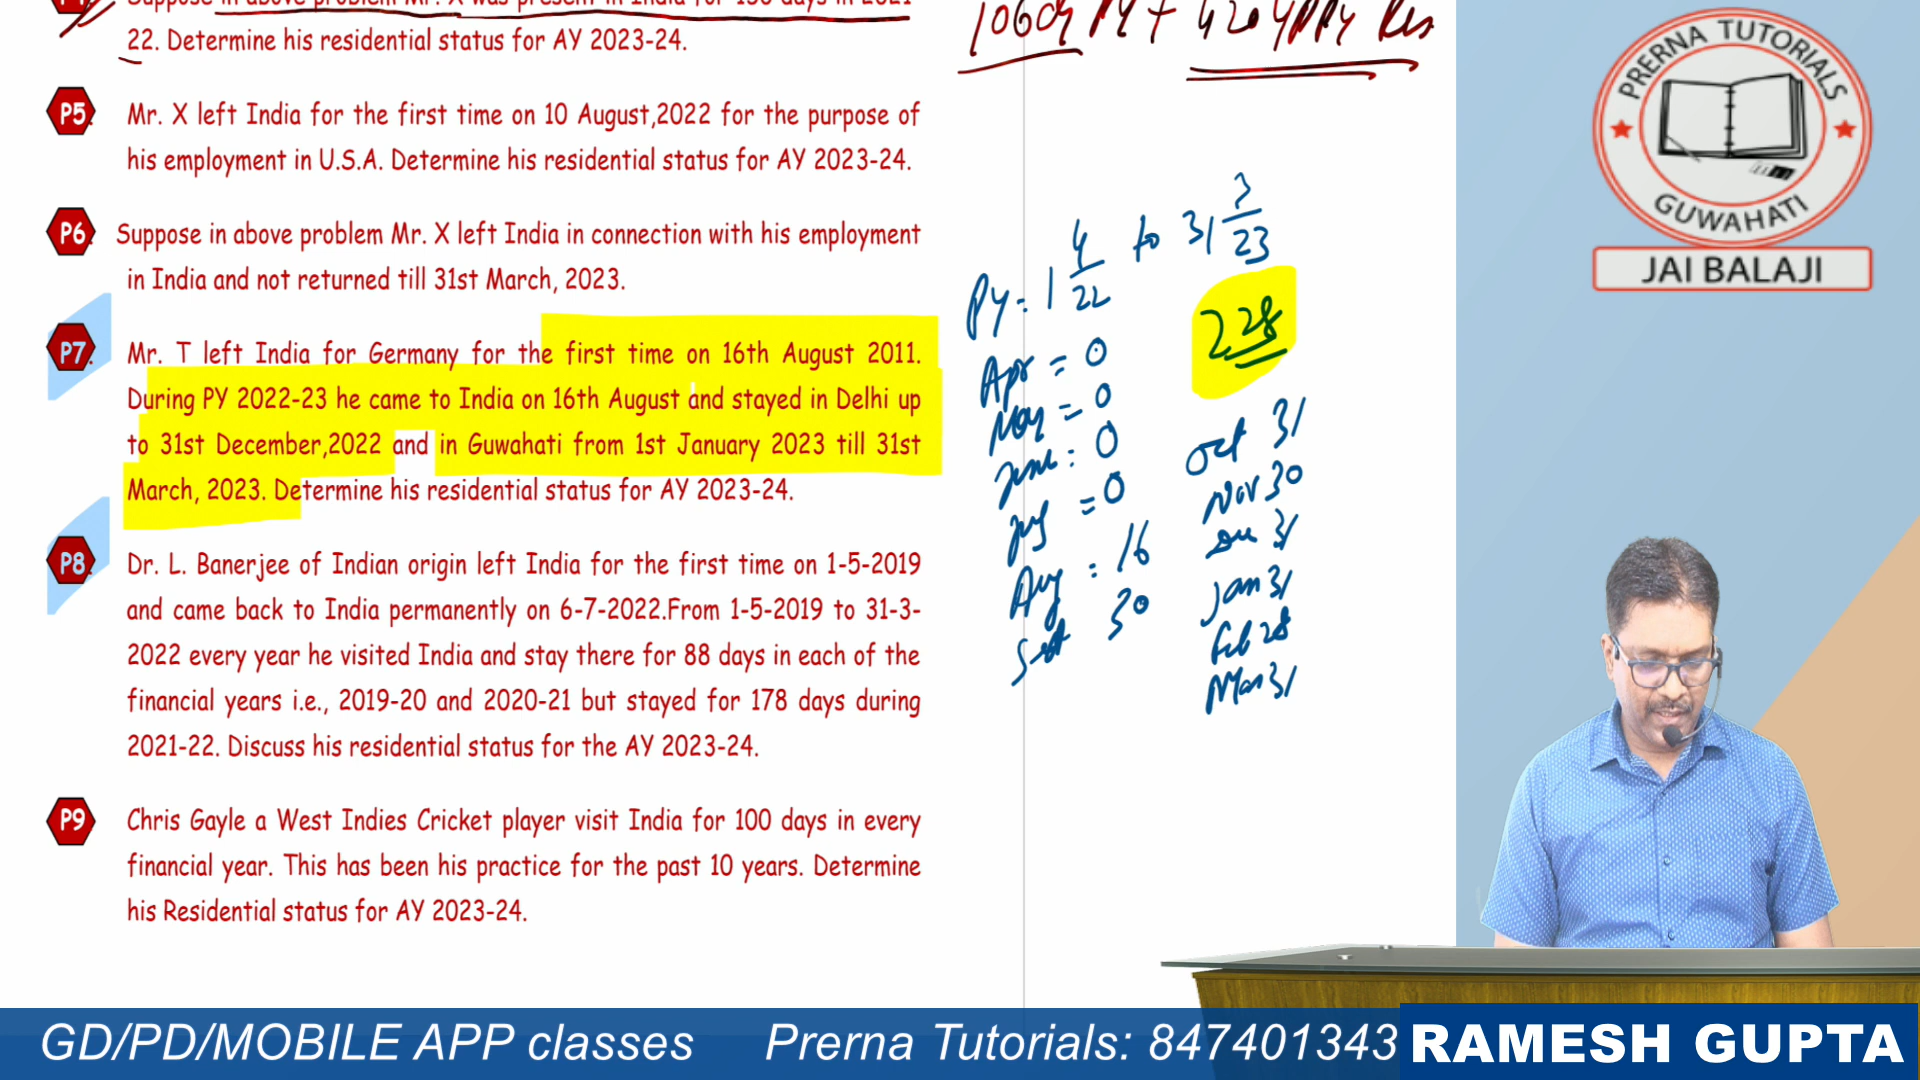 Suppose in above problem Mr. X was present in India for 130 days in 2021
22. Determine his residential status for AY 2023-24.
P5. Mr. X left India for the first time on 10 August,2022 for the purpose of
his employment in U.S.A. Determine his residential status for AY 2023-24.
P6. Suppose in above problem Mr. X left India in connection with his employment
in India and not returned till 31st March, 2023.
P7. Mr. T left India for Germany for the first time on 16th August 2011.
During PY 2022-23 he came to India on 16th August and stayed in Delhi up
to 31st December,2022 and in Guwahati from 1st January 2023 till 31st
March, 2023. Determine his residential status for AY 2023-24.
P8. Dr. L. Banerjee of Indian origin left India for the first time on 1-5-2019
and came back to India permanently on 6-7-2022.From 1-5-2019 to 31-3-
2022 every year he visited India and stay there for 88 days in each of the
financial years i.e., 2019-20 and 2020-21 but stayed for 178 days during
2021-22. Discuss his residential status for the AY 2023-24.
P9 Chris Gayle a West Indies Cricket player visit India for 100 days in every
financial year. This has been his practice for the past 10 years. Determine
his Residential status for AY 2023-24.
PY = 1 4/22 to 31 3/23
228
Apr = 0
May = 0
June : 0
July = 0
Aug : 16
Sept 30
Oct 31
Nov 30
Dec 31
Jan 31
Feb 28
Mar 31
PRERNA TUTORIALS
GUWAHATI
JAI BALAJI
GD/PD/MOBILE APP classes Prerna Tutorials: 847401343
RAMESH GUPTA